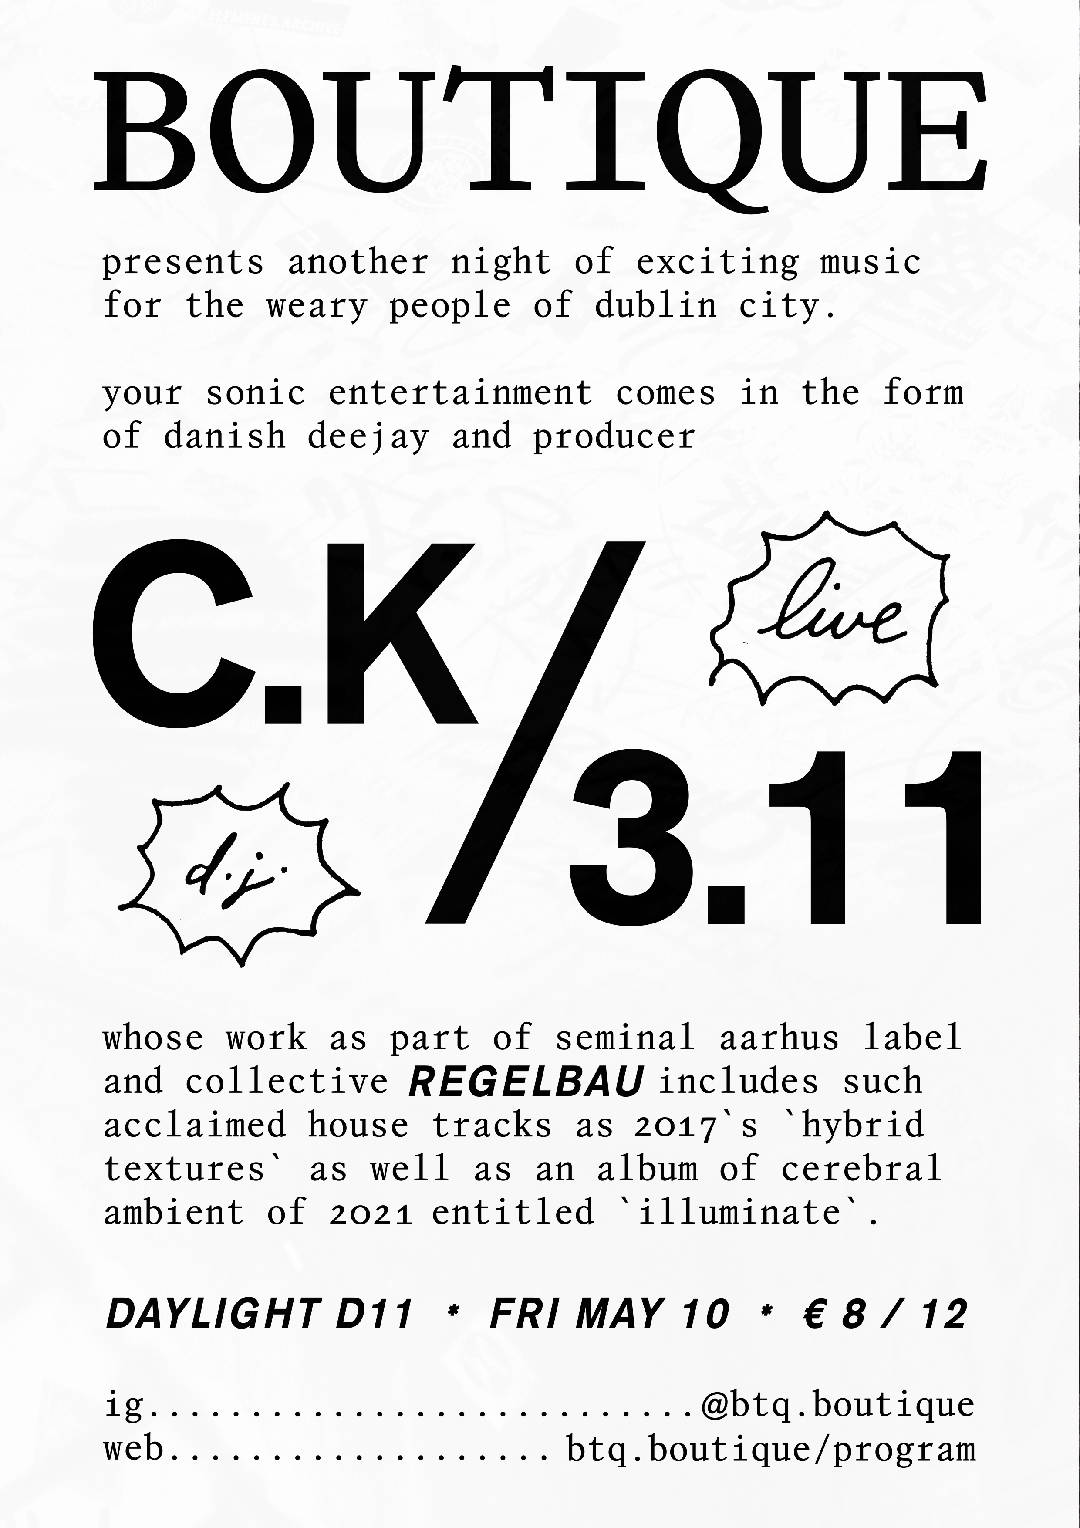 BOUTIQUE
presents another night of exciting music
for the weary people of dublin city.
your sonic entertainment comes in the form
of danish deejay and producer
C.K/3.11
live
d.j.
whose work as part of seminal aarhus label
and collective REGELBAU includes such
acclaimed house tracks as 2017`s `hybrid
textures` as well as an album of cerebral
ambient of 2021 entitled `illuminate`.
DAYLIGHT D11 * FRI MAY 10 * € 8 / 12
ig...........................@btq.boutique
web................... btq.boutique/program